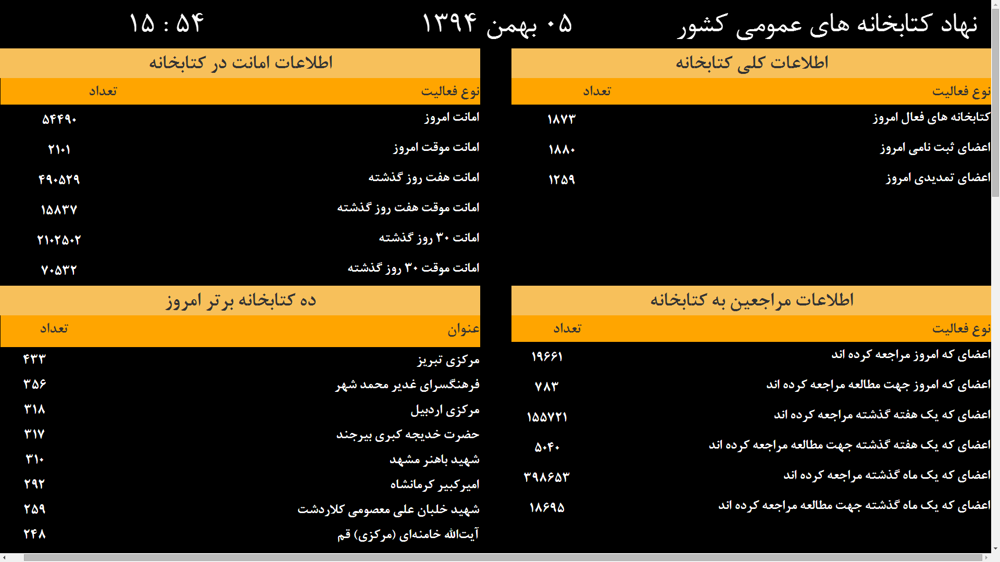 نهاد کتابخانه های عمومی کشور
۰۵ بهمن ۱۳۹۴
۱۵ : ۵۴
اطلاعات کلی کتابخانه
نوع فعالیت تعداد
کتابخانه های فعال امروز ۱۸۷۳
اعضای ثبت نامی امروز ۱۸۸۰
اعضای تمدیدی امروز ۱۲۵۹
اطلاعات امانت در کتابخانه
نوع فعالیت تعداد
امانت امروز ۵۴۴۹۰
امانت موقت امروز ۲۱۰۱
امانت هفت روز گذشته ۴۹۰۵۲۹
امانت موقت هفت روز گذشته ۱۵۸۳۷
امانت ۳۰ روز گذشته ۲۱۰۲۵۰۲
امانت موقت ۳۰ روز گذشته ۷۰۵۳۲
اطلاعات مراجعین به کتابخانه
نوع فعالیت تعداد
اعضای که امروز مراجعه کرده اند ۱۹۶۶۱
اعضای که امروز جهت مطالعه مراجعه کرده اند ۷۸۳
اعضای که یک هفته گذشته مراجعه کرده اند ۱۵۵۷۲۱
اعضای که یک هفته گذشته جهت مطالعه مراجعه کرده اند ۵۰۴۰
اعضای که یک ماه گذشته مراجعه کرده اند ۳۹۸۶۵۳
اعضای که یک ماه گذشته جهت مطالعه مراجعه کرده اند ۱۸۶۹۵
ده کتابخانه برتر امروز
عنوان تعداد
مرکزی تبریز ۴۳۳
فرهنگسرای غدیر محمد شهر ۳۵۶
مرکزی اردبیل ۳۱۸
حضرت خدیجه کبری بیرجند ۳۱۷
شهید باهنر مشهد ۳۱۰
امیرکبیر کرمانشاه ۲۹۲
شهید خلبان علی معصومی کلاردشت ۲۵۹
آیت‌الله خامنه‌ای (مرکزی) قم ۲۴۸